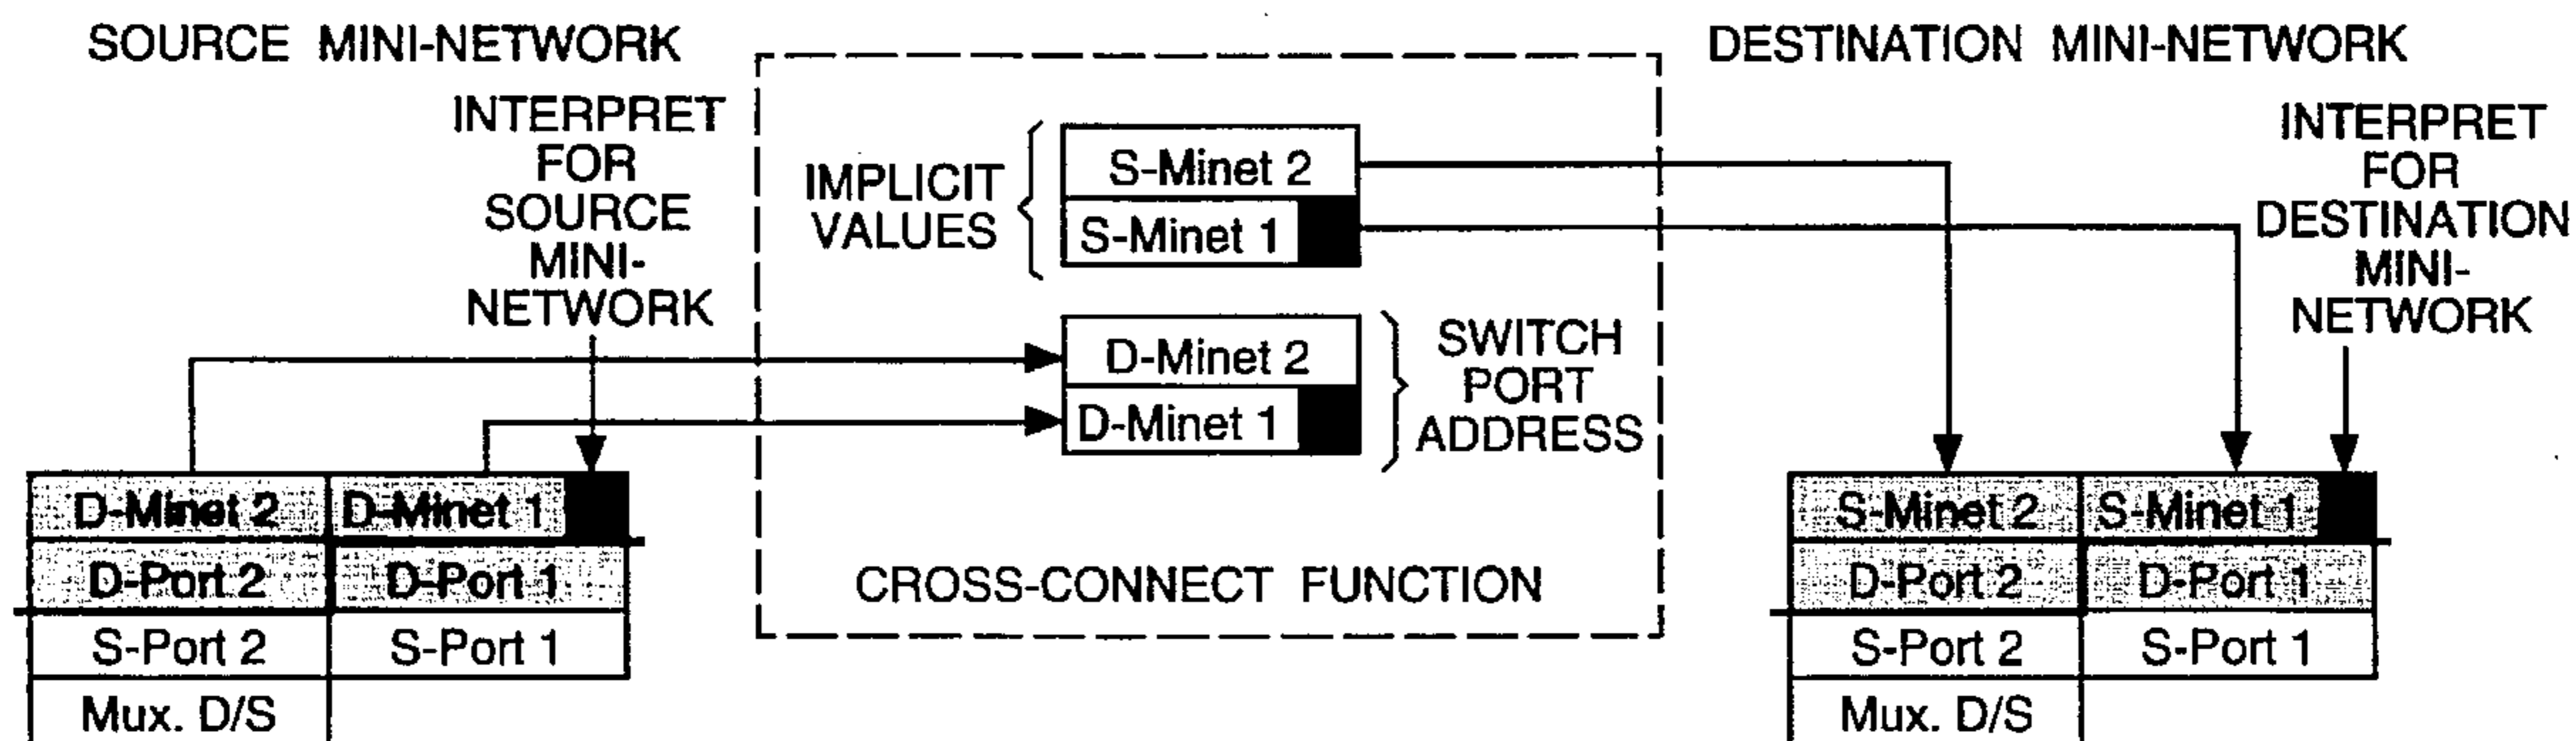 SOURCE MINI-NETWORK
INTERPRET
FOR
SOURCE
MINI-
NETWORK
D-Minet 2
D-Minet 1
D-Port 2
D-Port 1
S-Port 2
S-Port 1
Mux. D/S
IMPLICIT
VALUES
S-Minet 2
S-Minet 1
D-Minet 2
D-Minet 1
SWITCH
PORT
ADDRESS
CROSS-CONNECT FUNCTION
DESTINATION MINI-NETWORK
INTERPRET
FOR
DESTINATION
MINI-
NETWORK
S-Minet 2
S-Minet 1
D-Port 2
D-Port 1
S-Port 2
S-Port 1
Mux. D/S